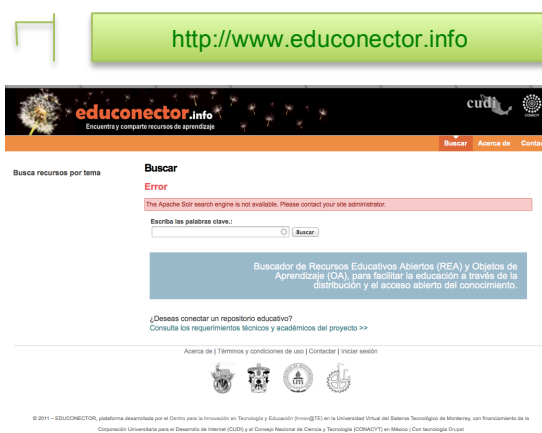 http://www.educonector.info
educonector.info
Encuentra y comparte recursos de aprendizaje
cudi
CONACYT
Buscar Acerca de Contac
Busca recursos por tema
Buscar
Error
The Apache Solr search engine is not available. Please contact your site administrator.
Escriba las palabras clave.:
Buscar
Buscador de Recursos Educativos Abiertos (REA) y Objetos de
Aprendizaje (OA), para facilitar la educación a través de la
distribución y el acceso abierto del conocimiento.
¿Deseas conectar un repositorio educativo?
Consulta los requerimientos técnicos y académicos del proyecto >>
Acerca de | Términos y condiciones de uso | Contactar | Iniciar sesión
© 2011 – EDUCONECTOR, plataforma desarrollada por el Centro para la Innovación en Tecnología y Educación (Innov@TE) en la Universidad Virtual del Sistema Tecnológico de Monterrey, con financiamiento de la
Corporación Universitaria para el Desarrollo de Internet (CUDI) y el Consejo Nacional de Ciencia y Tecnología (CONACYT) en México | Con tecnología Drupal